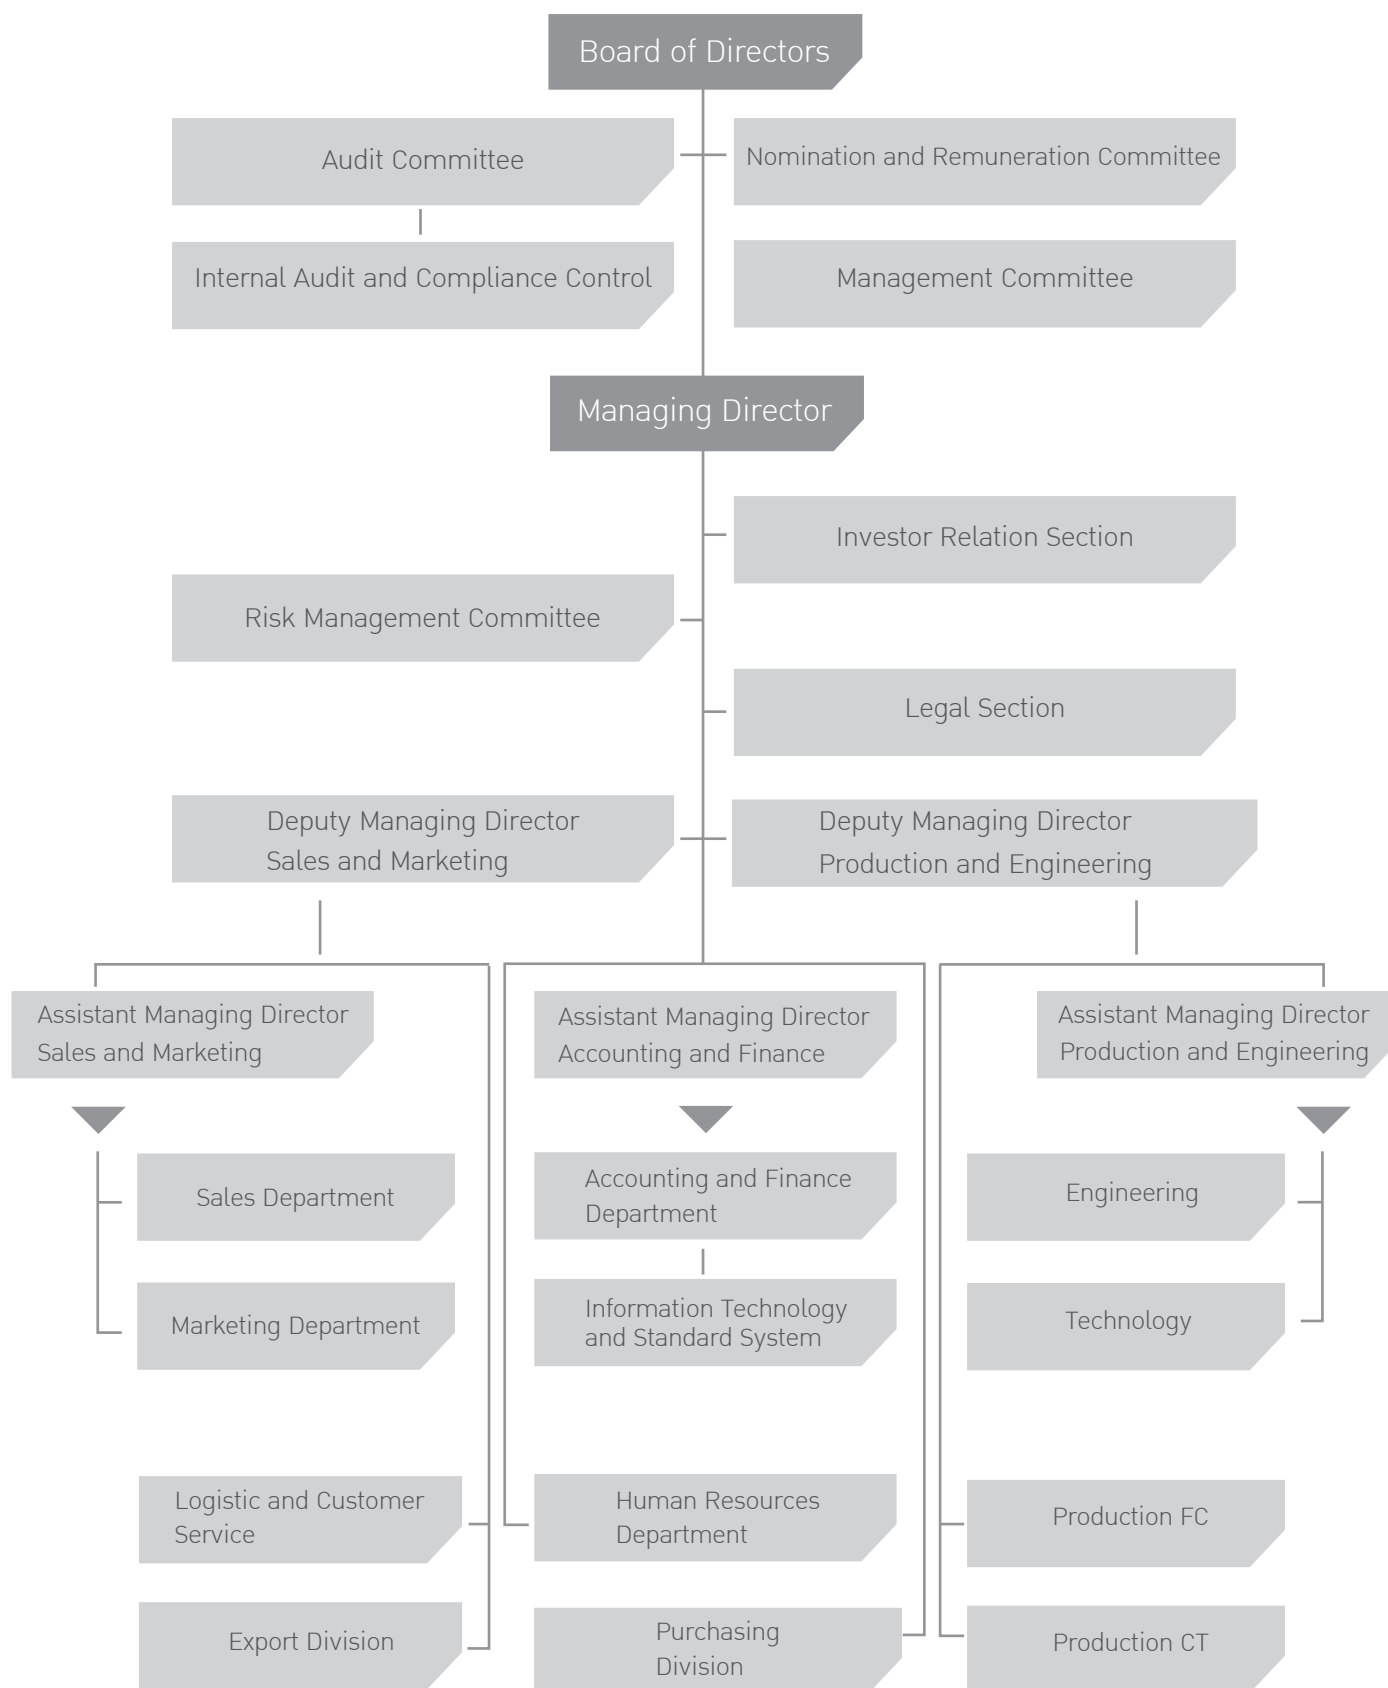 Board of Directors
Audit Committee
Nomination and Remuneration Committee
Internal Audit and Compliance Control
Management Committee
Managing Director
Investor Relation Section
Risk Management Committee
Legal Section
Deputy Managing Director
Sales and Marketing
Deputy Managing Director
Production and Engineering
Assistant Managing Director
Sales and Marketing
Assistant Managing Director
Accounting and Finance
Assistant Managing Director
Production and Engineering
Sales Department
Accounting and Finance
Department
Engineering
Marketing Department
Information Technology
and Standard System
Technology
Logistic and Customer
Service
Human Resources
Department
Production FC
Export Division
Purchasing
Division
Production CT